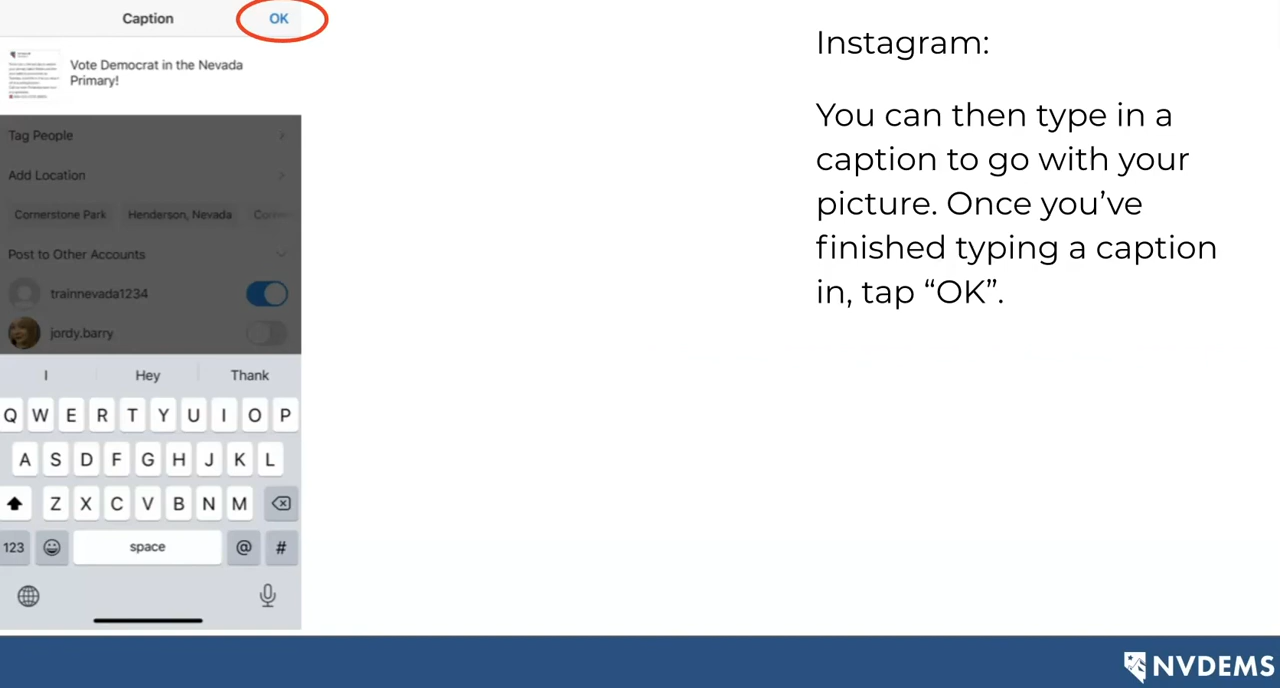 Caption
OK
Vote Democrat in the Nevada
Primary!
Tag People
Add Location
Cornerstone Park
Henderson, Nevada
Post to Other Accounts
trainnevada1234
jordy.barry
I
Hey
Thank
Q W E R T Y U I O P
A S D F G H J K L
Z X C V B N M
123
space
@
#
Instagram:
You can then type in a
caption to go with your
picture. Once you’ve
finished typing a caption
in, tap “OK”.
NVDEMS